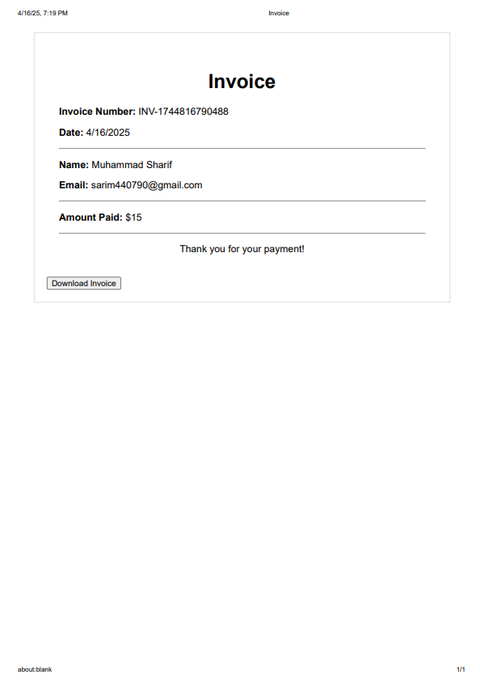 4/16/25, 7:19 PM Invoice
Invoice
Invoice Number: INV-1744816790488
Date: 4/16/2025
Name: Muhammad Sharif
Email: sarim440790@gmail.com
Amount Paid: $15
Thank you for your payment!
Download Invoice
about:blank 1/1